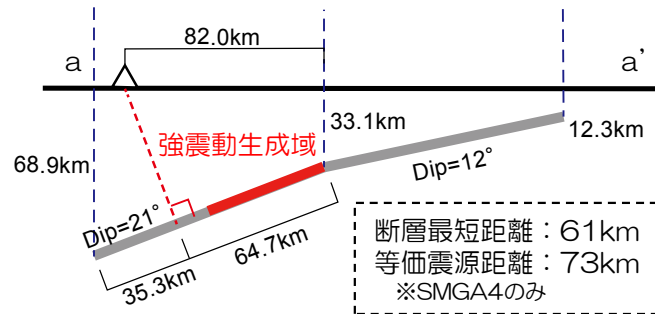 82.0km
a
a’
強震動生成域
33.1km
12.3km
68.9km
Dip=12°
Dip=21°
64.7km
35.3km
断層最短距離：61km
等価震源距離：73km
※SMGA4のみ